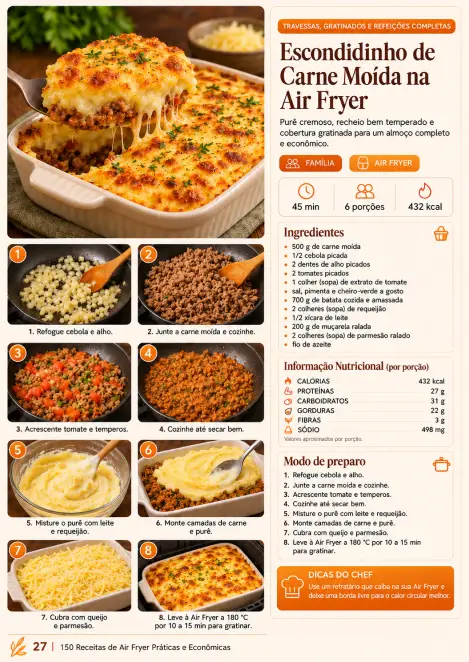 TRAVESSAS, GRATINADOS E REFEIÇÕES COMPLETAS
Escondidinho de
Carne Moída na
Air Fryer
Purê cremoso, recheio bem temperado e
cobertura gratinada para um almoço completo
e econômico.
FAMÍLIA
AIR FRYER
45 min
6 porções
432 kcal
Ingredientes
• 500 g de carne moída
• 1/2 cebola picada
• 2 dentes de alho picados
• 2 tomates picados
• 1 colher (sopa) de extrato de tomate
• sal, pimenta e cheiro-verde a gosto
• 700 g de batata cozida e amassada
• 2 colheres (sopa) de requeijão
• 1/2 xícara de leite
• 200 g de muçarela ralada
• 2 colheres (sopa) de parmesão ralado
• fio de azeite
Informação Nutricional (por porção)
CALORIAS 432 kcal
PROTEÍNAS 27 g
CARBOIDRATOS 31 g
GORDURAS 22 g
FIBRAS 3 g
SÓDIO 498 mg
Valores aproximados por porção.
Modo de preparo
1. Refogue cebola e alho.
2. Junte a carne moída e cozinhe.
3. Acrescente tomate e temperos.
4. Cozinhe até secar bem.
5. Misture o purê com leite e requeijão.
6. Monte camadas de carne e purê.
7. Cubra com queijo e parmesão.
8. Leve à Air Fryer a 180 °C por 10 a 15 min
para gratinar.
DICAS DO CHEF
Use um refratário que caiba na sua Air Fryer e
deixe uma borda livre para o calor circular melhor.
1
1. Refogue cebola e alho.
2
2. Junte a carne moída e cozinhe.
3
3. Acrescente tomate e temperos.
4
4. Cozinhe até secar bem.
5
5. Misture o purê com leite
e requeijão.
6
6. Monte camadas de carne
e purê.
7
7. Cubra com queijo
e parmesão.
8
8. Leve à Air Fryer a 180 °C
por 10 a 15 min para gratinar.
27 | 150 Receitas de Air Fryer Práticas e Econômicas